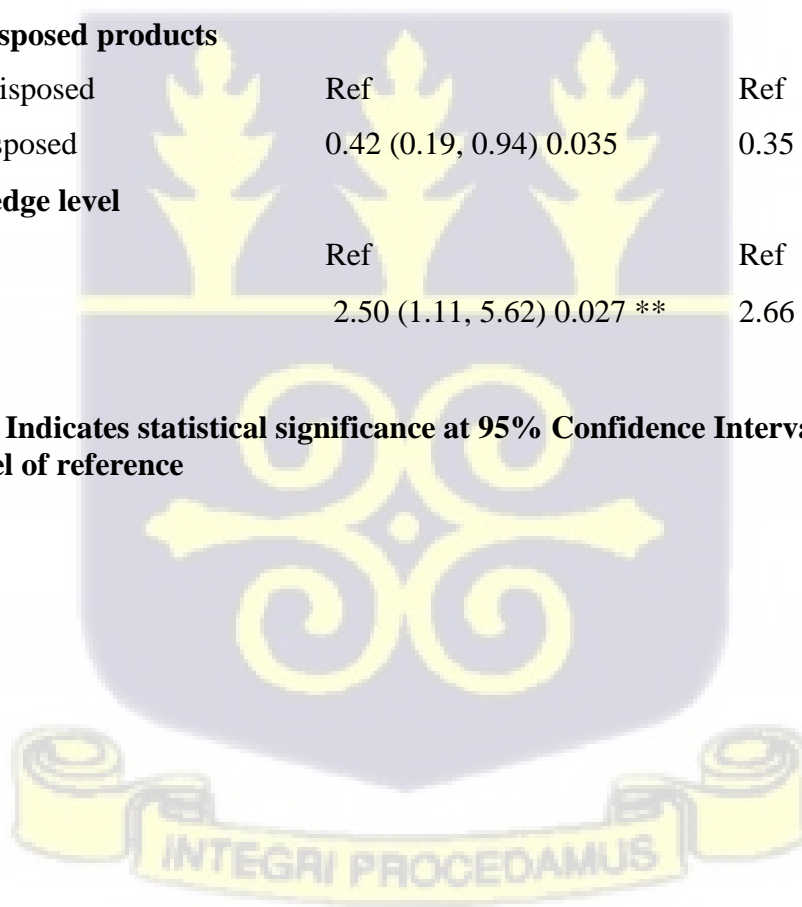 sposed products
isposed Ref Ref
sposed 0.42 (0.19, 0.94) 0.035 0.35
edge level
Ref Ref
2.50 (1.11, 5.62) 0.027 ** 2.66
Indicates statistical significance at 95% Confidence Interva
el of reference
INTEGRI PROCEDAMUS